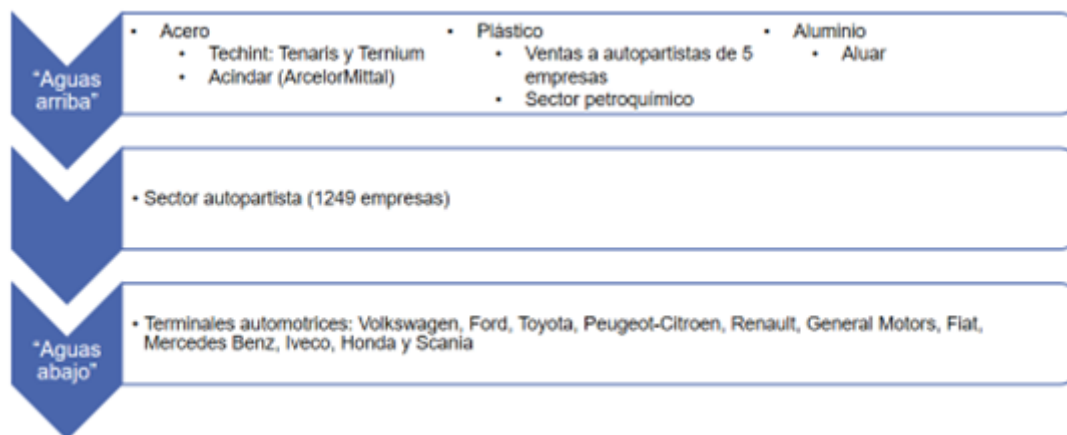 "Aguas
arriba"
• Acero
• Techint: Tenaris y Ternium
• Acindar (ArcelorMittal)
• Plástico
• Ventas a autopartistas de 5
empresas
• Sector petroquímico
• Aluminio
• Aluar
• Sector autopartista (1249 empresas)
"Aguas
abajo"
• Terminales automotrices: Volkswagen, Ford, Toyota, Peugeot-Citroen, Renault, General Motors, Fiat,
Mercedes Benz, Iveco, Honda y Scania